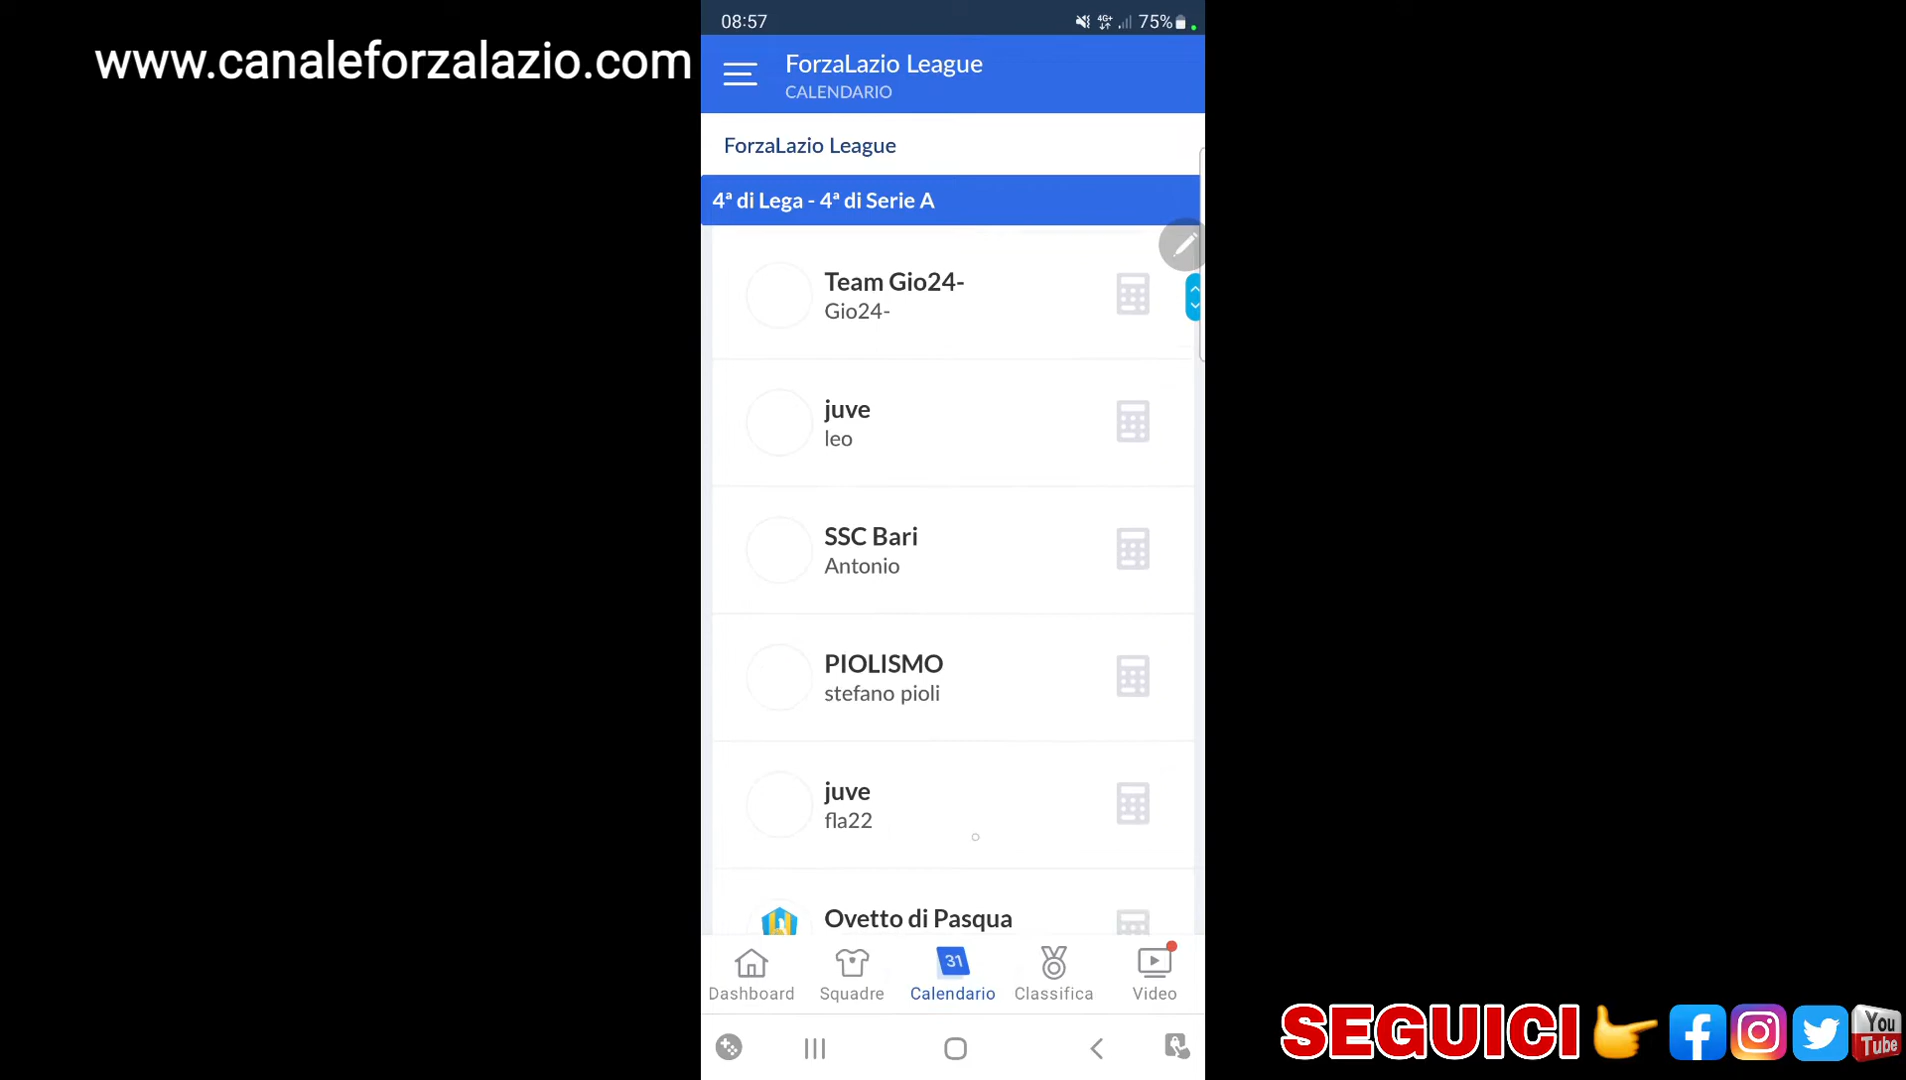 www.canaleforzalazio.com
08:57
4G+ 75%
ForzaLazio League
CALENDARIO
ForzaLazio League
4ª di Lega - 4ª di Serie A
Team Gio24-
Gio24-
juve
leo
SSC Bari
Antonio
PIOLISMO
stefano pioli
juve
fla22
Ovetto di Pasqua
31
Dashboard Squadre Calendario Classifica Video
SEGUICI
You
Tube